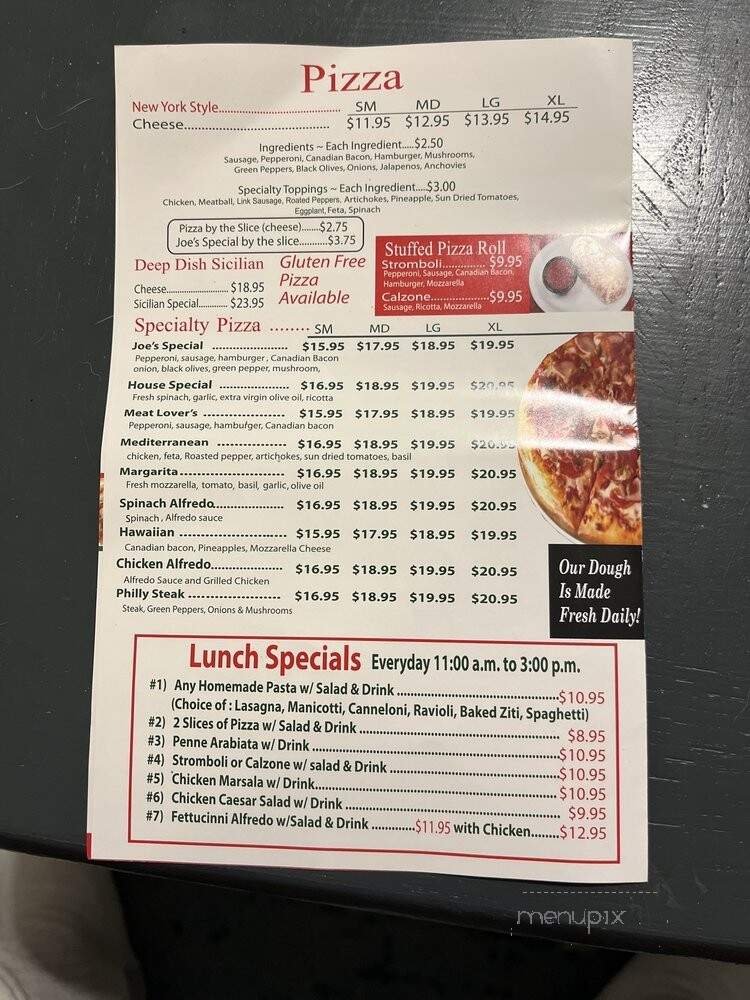 Pizza
New York Style.............................. SM MD LG XL
Cheese.................................... $11.95 $12.95 $13.95 $14.95
Ingredients ~ Each Ingredient.....$2.50
Sausage, Pepperoni, Canadian Bacon, Hamburger, Mushrooms,
Green Peppers, Black Olives, Onions, Jalapenos, Anchovies
Specialty Toppings ~ Each Ingredient....$3.00
Chicken, Meatball, Link Sausage, Roated Peppers, Artichokes, Pineapple, Sun Dried Tomatoes,
Eggplant, Feta, Spinach
Pizza by the Slice (cheese).......$2.75
Joe's Special by the slice...........$3.75
Deep Dish Sicilian
Cheese........................... $18.95
Sicilian Special............ $23.95
Gluten Free
Pizza
Available
Stuffed Pizza Roll
Stromboli............... $9.95
Pepperoni, Sausage, Canadian Bacon,
Hamburger, Mozzarella
Calzone.....................$9.95
Sausage, Ricotta, Mozzarella
Specialty Pizza ........ SM MD LG XL
Joe's Special ...................... $15.95 $17.95 $18.95 $19.95
Pepperoni, sausage, hamburger, Canadian Bacon
onion, black olives, green pepper, mushroom,
House Special .................... $16.95 $18.95 $19.95 $20.95
Fresh spinach, garlic, extra virgin olive oil, ricotta
Meat Lover's ....................... $15.95 $17.95 $18.95 $19.95
Pepperoni, sausage, hamburger, Canadian bacon
Mediterranean .................... $16.95 $18.95 $19.95 $20.95
chicken, feta, Roasted pepper, artichokes, sun dried tomatoes, basil
Margarita............................. $16.95 $18.95 $19.95 $20.95
Fresh mozzarella, tomato, basil, garlic, olive oil
Spinach Alfredo.................... $16.95 $18.95 $19.95 $20.95
Spinach, Alfredo sauce
Hawaiian ............................. $15.95 $17.95 $18.95 $19.95
Canadian bacon, Pineapples, Mozzarella Cheese
Chicken Alfredo.................... $16.95 $18.95 $19.95 $20.95
Alfredo Sauce and Grilled Chicken
Philly Steak ......................... $16.95 $18.95 $19.95 $20.95
Steak, Green Peppers, Onions & Mushrooms
Our Dough
Is Made
Fresh Daily!
Lunch Specials Everyday 11:00 a.m. to 3:00 p.m.
#1) Any Homemade Pasta w/ Salad & Drink ........................................$10.95
(Choice of : Lasagna, Manicotti, Canneloni, Ravioli, Baked Ziti, Spaghetti)
#2) 2 Slices of Pizza w/ Salad & Drink ................................................ $8.95
#3) Penne Arabiata w/ Drink ............................................................$10.95
#4) Stromboli or Calzone w/ salad & Drink ..........................................$10.95
#5) Chicken Marsala w/ Drink............................................................ $10.95
#6) Chicken Caesar Salad w/ Drink .................................................... $9.95
#7) Fettucinni Alfredo w/Salad & Drink .............$11.95 with Chicken........$12.95
menupix